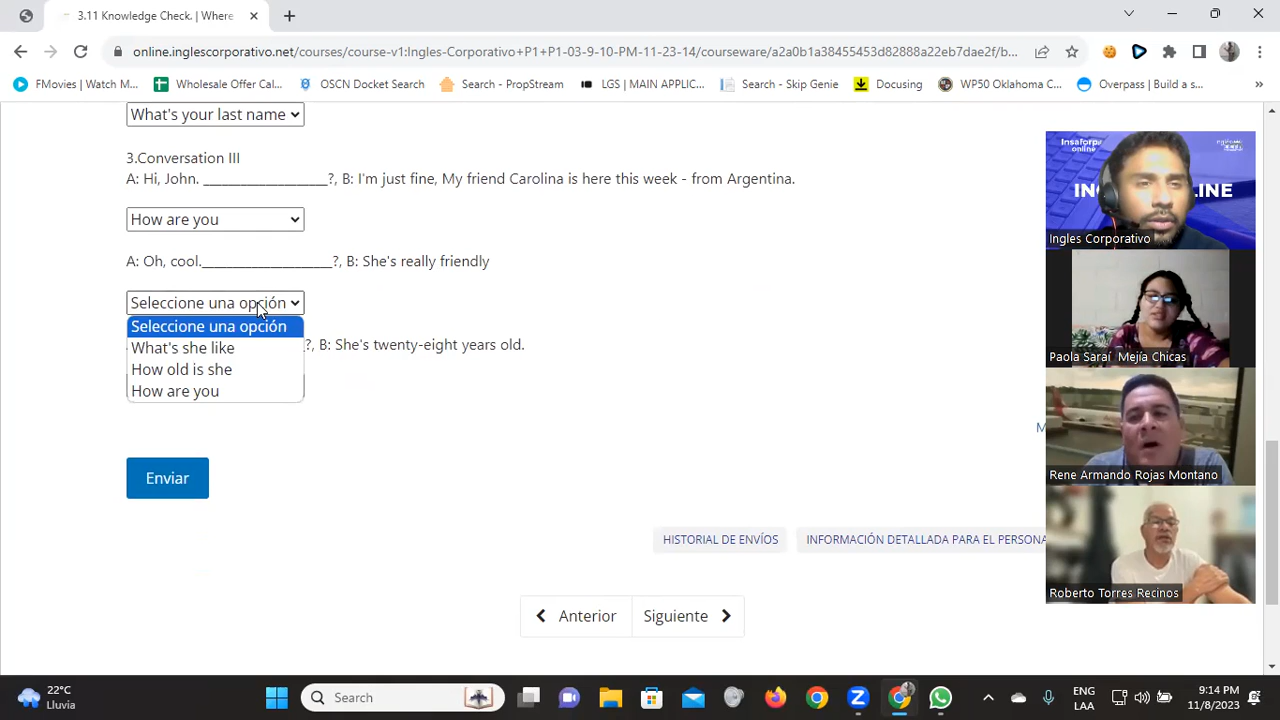 3.11 Knowledge Check. | Where
online.inglescorporativo.net/courses/course-v1:Ingles-Corporativo+P1+P1-03-9-10-PM-11-23-14/courseware/a2a0b1a38455453d82888a22eb7dae2f/b...
FMovies | Watch M...
Wholesale Offer Cal...
OSCN Docket Search
Search - PropStream
LGS | MAIN APPLIC...
Search - Skip Genie
Docusing
WP50 Oklahoma C...
Overpass | Build a s...
What's your last name
3.Conversation III
A: Hi, John. ____________________?, B: I'm just fine, My friend Carolina is here this week - from Argentina.
How are you
A: Oh, cool._____________________?, B: She's really friendly
Seleccione una opción
Seleccione una opción
What's she like
How old is she
How are you
?, B: She's twenty-eight years old.
M
Enviar
HISTORIAL DE ENVÍOS
INFORMACIÓN DETALLADA PARA EL PERSONA
Anterior
Siguiente
Insaforp
online
INGLES ONLINE
Ingles Corporativo
Paola Saraí Mejía Chicas
Rene Armando Rojas Montano
Roberto Torres Recinos
22°C
Lluvia
Search
ENG
LAA
9:14 PM
11/8/2023